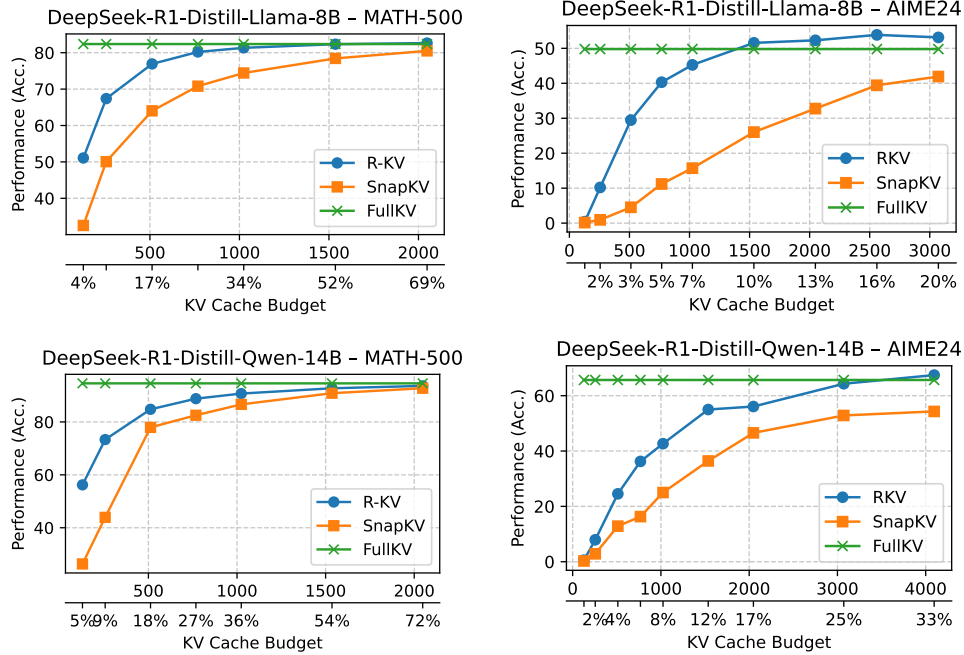 DeepSeek-R1-Distill-Llama-8B – MATH-500
Performance (Acc.)
80
70
60
50
40
R-KV
SnapKV
FullKV
500 1000 1500 2000
4% 17% 34% 52% 69%
KV Cache Budget
DeepSeek-R1-Distill-Llama-8B – AIME24
Performance (Acc.)
50
40
30
20
10
0
RKV
SnapKV
FullKV
0 500 1000 1500 2000 2500 3000
2% 3% 5% 7% 10% 13% 16% 20%
KV Cache Budget
DeepSeek-R1-Distill-Qwen-14B – MATH-500
Performance (Acc.)
80
60
40
R-KV
SnapKV
FullKV
500 1000 1500 2000
5% 9% 18% 27% 36% 54% 72%
KV Cache Budget
DeepSeek-R1-Distill-Qwen-14B – AIME24
Performance (Acc.)
60
40
20
0
RKV
SnapKV
FullKV
0 1000 2000 3000 4000
2% 4% 8% 12% 17% 25% 33%
KV Cache Budget